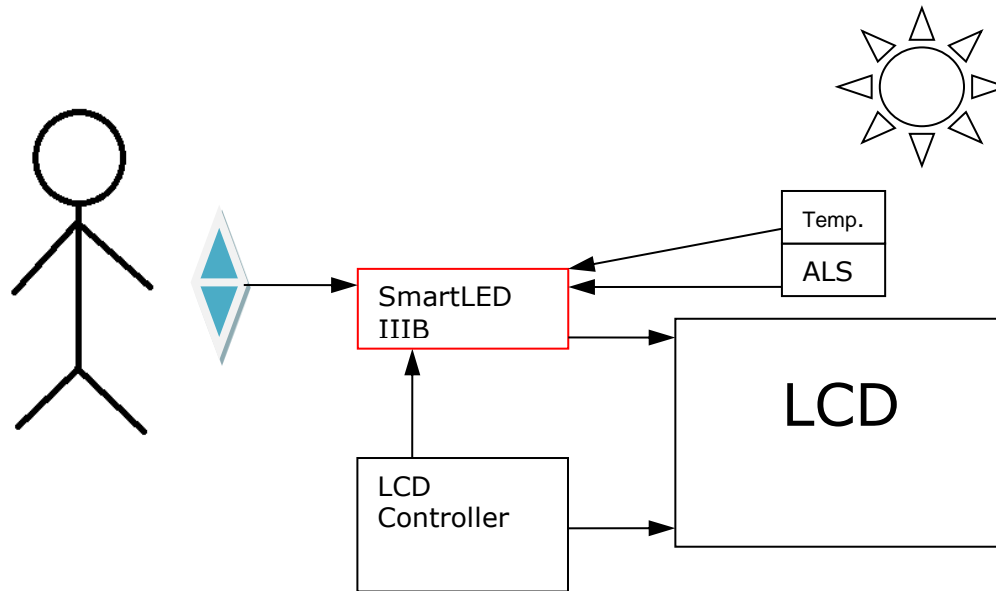 Temp.
ALS
SmartLED
IIIB
LCD
LCD
Controller